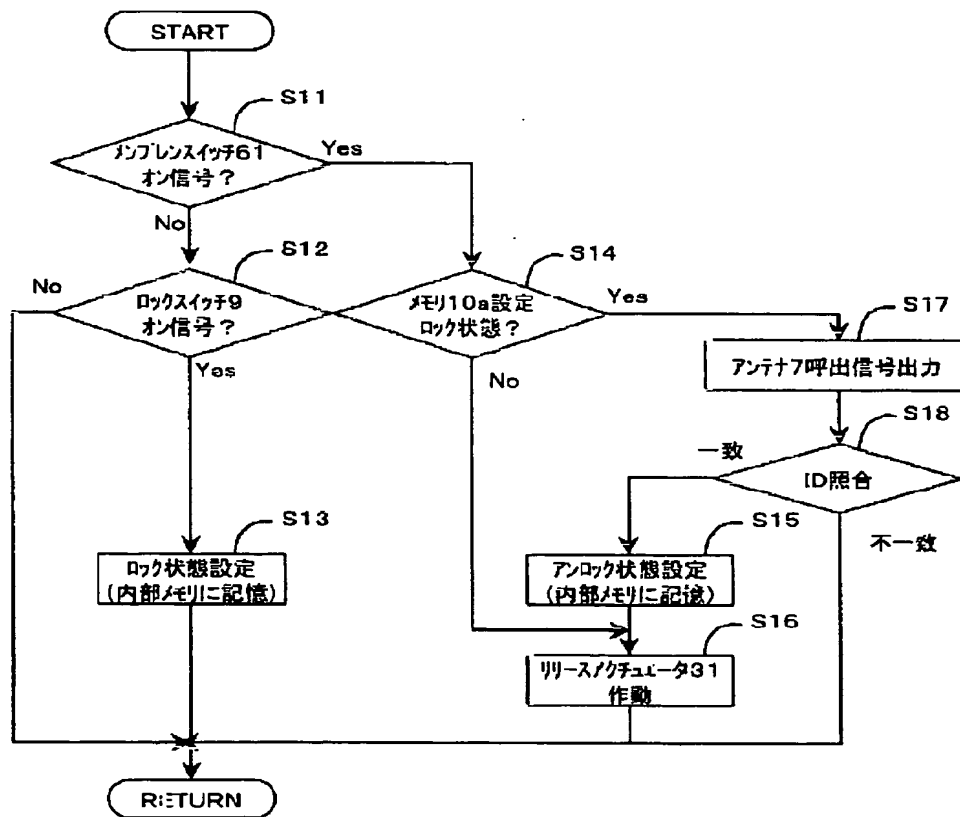 START
S11
メンブレンスイッチ61
オン信号?
Yes
No
S12
ロックスイッチ9
オン信号?
No
Yes
S14
メモリ10a設定
ロック状態?
Yes
No
S17
アンテナ7呼出信号出力
S18
ID照合
一致
不一致
S13
ロック状態設定
(内部メモリに記憶)
S15
アンロック状態設定
(内部メモリに記憶)
S16
リリースアクチュエータ31
作動
RETURN